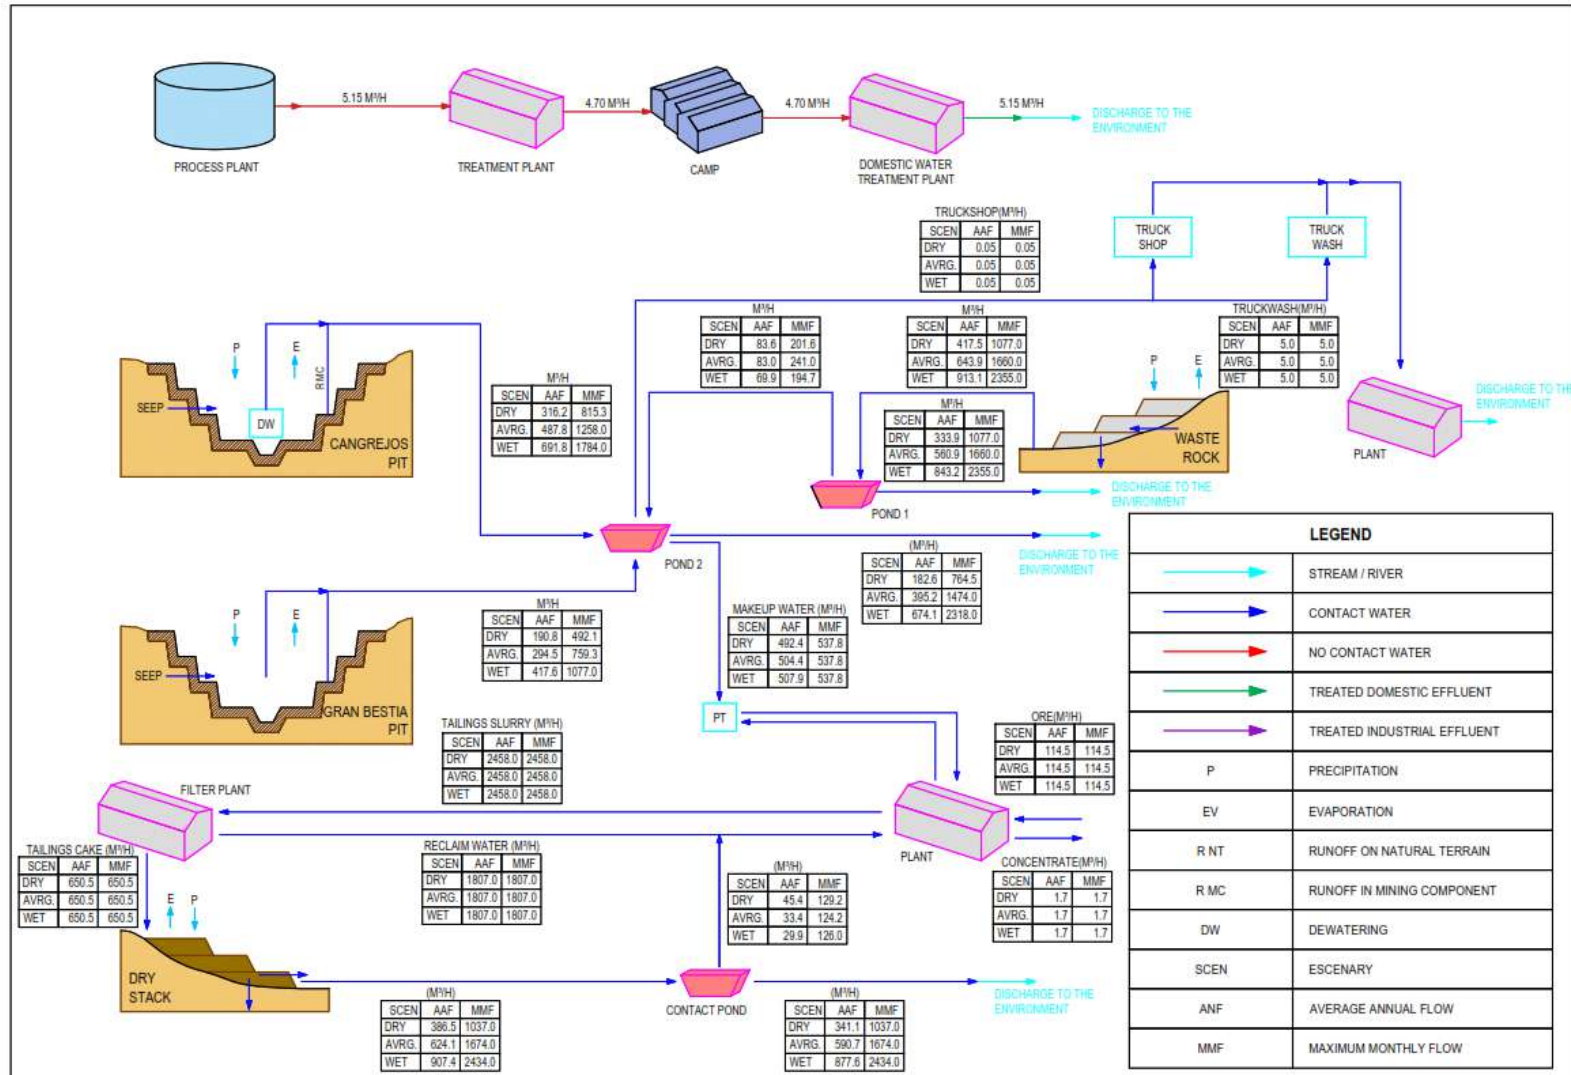 5.15 M³/H
4.70 M³/H
4.70 M³/H
5.15 M³/H
DISCHARGE TO THE
ENVIRONMENT
PROCESS PLANT
TREATMENT PLANT
CAMP
DOMESTIC WATER
TREATMENT PLANT
TRUCKSHOP(M³/H)
SCEN AAF MMF
DRY 0.05 0.05
AVRG. 0.05 0.05
WET 0.05 0.05
TRUCK
SHOP
TRUCK
WASH
M³/H
SCEN AAF MMF
DRY 83.6 201.6
AVRG. 83.0 241.0
WET 69.9 194.7
M³/H
SCEN AAF MMF
DRY 417.5 1077.0
AVRG. 643.9 1660.0
WET 913.1 2355.0
TRUCKWASH(M³/H)
SCEN AAF MMF
DRY 5.0 5.0
AVRG. 5.0 5.0
WET 5.0 5.0
P
E
R MC
SEEP
DW
CANGREJOS
PIT
M³/H
SCEN AAF MMF
DRY 316.2 815.3
AVRG. 487.8 1258.0
WET 691.8 1784.0
M³/H
SCEN AAF MMF
DRY 333.9 1077.0
AVRG. 560.9 1660.0
WET 843.2 2355.0
P
E
WASTE
ROCK
DISCHARGE TO THE
ENVIRONMENT
PLANT
POND 1
DISCHARGE TO THE
ENVIRONMENT
POND 2
DISCHARGE TO THE
ENVIRONMENT
(M³/H)
SCEN AAF MMF
DRY 182.6 764.5
AVRG. 395.2 1474.0
WET 674.1 2318.0
P
E
SEEP
GRAN BESTIA
PIT
M³/H
SCEN AAF MMF
DRY 190.8 492.1
AVRG. 294.5 759.3
WET 417.6 1077.0
MAKEUP WATER (M³/H)
SCEN AAF MMF
DRY 492.4 537.8
AVRG. 504.4 537.8
WET 507.9 537.8
PT
TAILINGS SLURRY (M³/H)
SCEN AAF MMF
DRY 2458.0 2458.0
AVRG. 2458.0 2458.0
WET 2458.0 2458.0
ORE(M³/H)
SCEN AAF MMF
DRY 114.5 114.5
AVRG. 114.5 114.5
WET 114.5 114.5
FILTER PLANT
PLANT
TAILINGS CAKE (M³/H)
SCEN AAF MMF
DRY 650.5 650.5
AVRG. 650.5 650.5
WET 650.5 650.5
RECLAIM WATER (M³/H)
SCEN AAF MMF
DRY 1807.0 1807.0
AVRG. 1807.0 1807.0
WET 1807.0 1807.0
(M³/H)
SCEN AAF MMF
DRY 45.4 129.2
AVRG. 33.4 124.2
WET 29.9 126.0
CONCENTRATE(M³/H)
SCEN AAF MMF
DRY 1.7 1.7
AVRG. 1.7 1.7
WET 1.7 1.7
E
P
DRY
STACK
(M³/H)
SCEN AAF MMF
DRY 386.5 1037.0
AVRG. 624.1 1674.0
WET 907.4 2434.0
CONTACT POND
(M³/H)
SCEN AAF MMF
DRY 341.1 1037.0
AVRG. 590.7 1674.0
WET 877.6 2434.0
DISCHARGE TO THE
ENVIRONMENT
LEGEND
STREAM / RIVER
CONTACT WATER
NO CONTACT WATER
TREATED DOMESTIC EFFLUENT
TREATED INDUSTRIAL EFFLUENT
P PRECIPITATION
EV EVAPORATION
R NT RUNOFF ON NATURAL TERRAIN
R MC RUNOFF IN MINING COMPONENT
DW DEWATERING
SCEN ESCENARY
ANF AVERAGE ANNUAL FLOW
MMF MAXIMUM MONTHLY FLOW